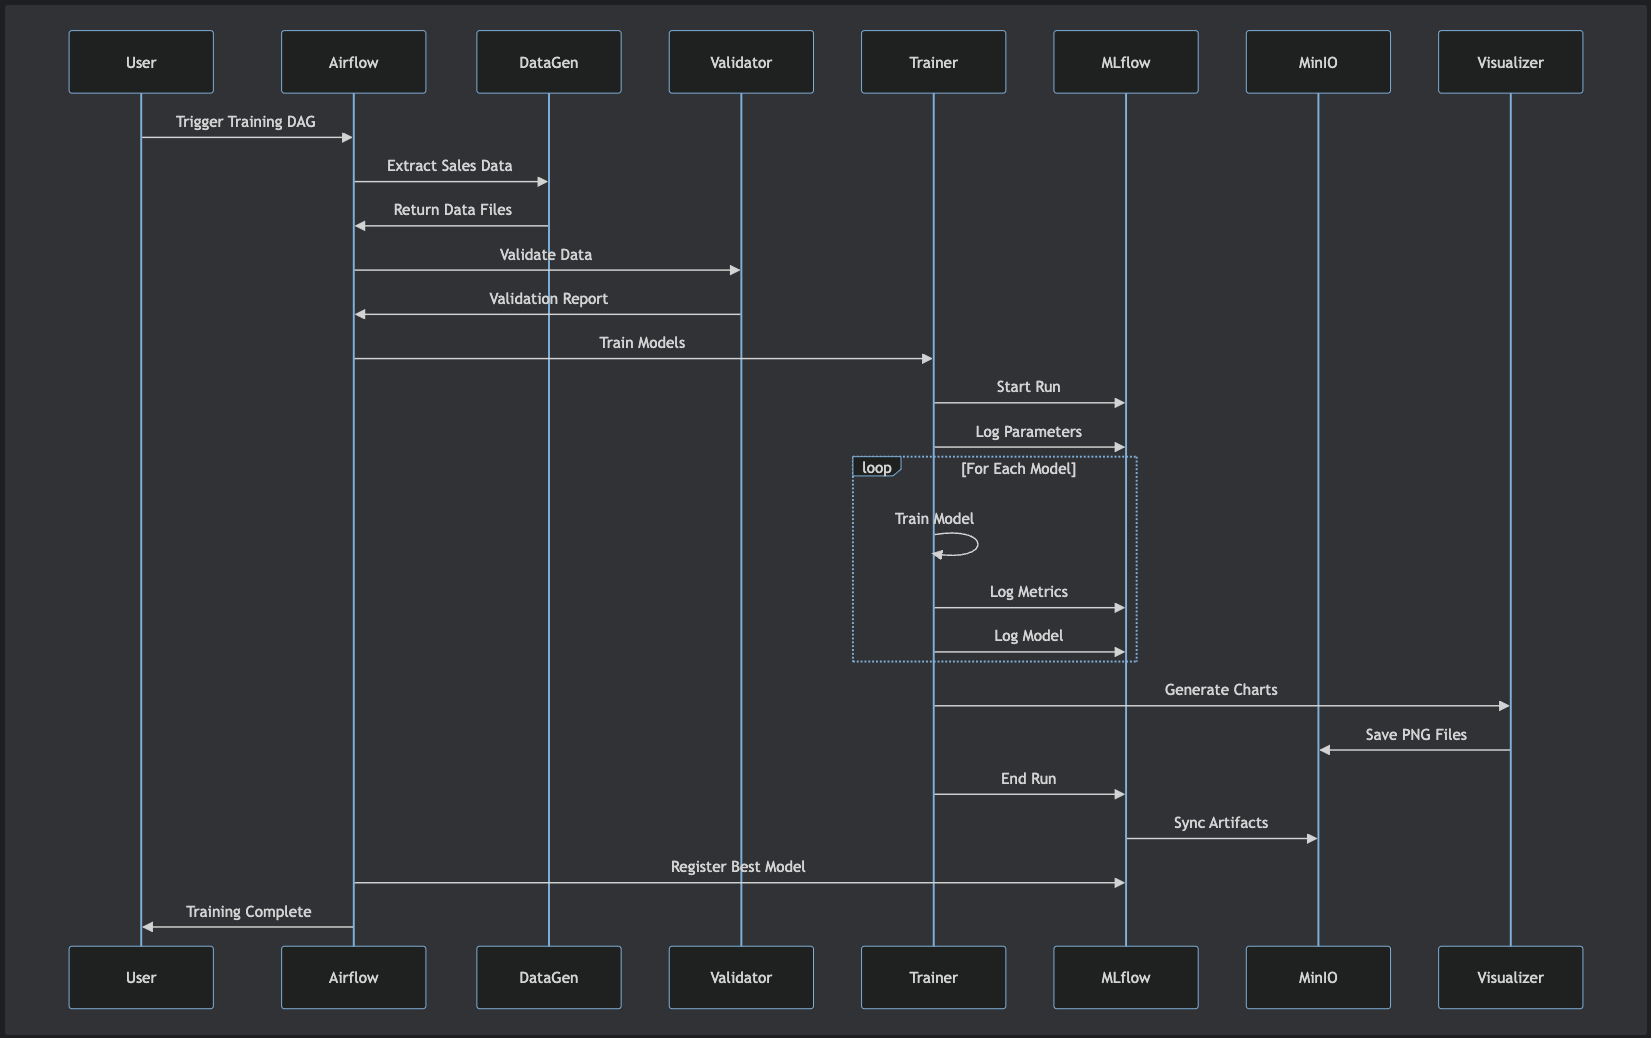 User
Airflow
DataGen
Validator
Trainer
MLflow
MinIO
Visualizer
Trigger Training DAG
Extract Sales Data
Return Data Files
Validate Data
Validation Report
Train Models
Start Run
Log Parameters
loop
[For Each Model]
Train Model
Log Metrics
Log Model
Generate Charts
Save PNG Files
End Run
Sync Artifacts
Register Best Model
Training Complete
User
Airflow
DataGen
Validator
Trainer
MLflow
MinIO
Visualizer